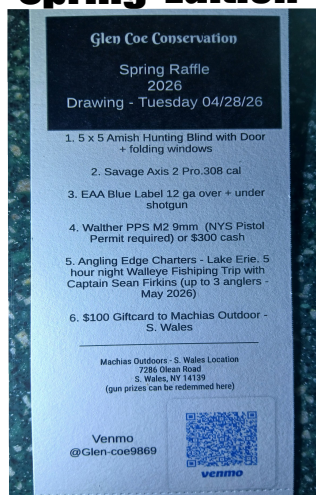 Spring Edition
Glen Coe Conservation
Spring Raffle
2026
Drawing - Tuesday 04/28/26
1. 5 x 5 Amish Hunting Blind with Door
+ folding windows
2. Savage Axis 2 Pro.308 cal
3. EAA Blue Label 12 ga over + under
shotgun
4. Walther PPS M2 9mm (NYS Pistol
Permit required) or $300 cash
5. Angling Edge Charters - Lake Erie. 5
hour night Walleye Fishiping Trip with
Captain Sean Firkins (up to 3 anglers -
May 2026)
6. $100 Giftcard to Machias Outdoor -
S. Wales
Machias Outdoors - S. Wales Location
7286 Olean Road
S. Wales, NY 14139
(gun prizes can be redemmed here)
Venmo
@Glen-coe9869
venmo